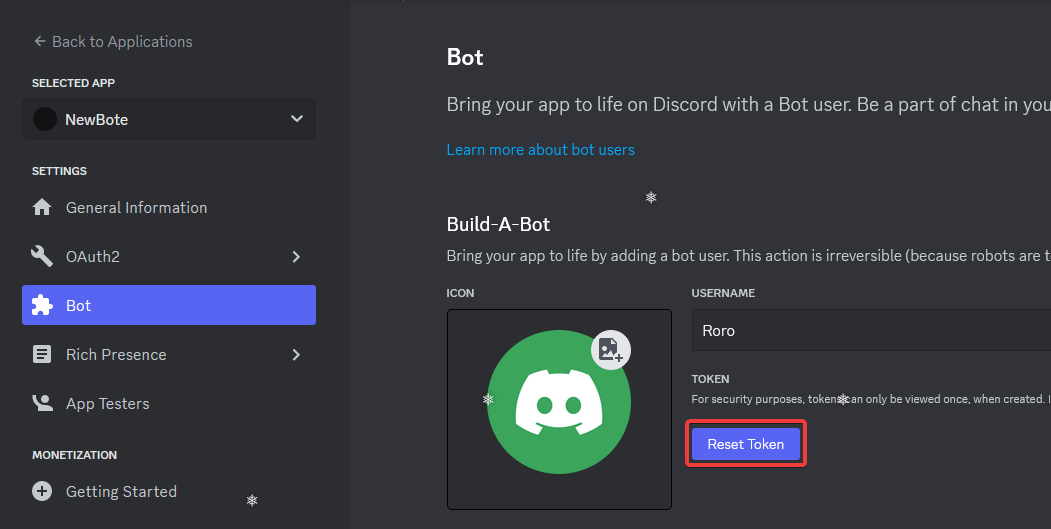 Back to Applications
SELECTED APP
NewBote
SETTINGS
General Information
OAuth2
Bot
Rich Presence
App Testers
MONETIZATION
Getting Started
Bot
Bring your app to life on Discord with a Bot user. Be a part of chat in you
Learn more about bot users
Build-A-Bot
Bring your app to life by adding a bot user. This action is irreversible (because robots are t
ICON
USERNAME
Roro
TOKEN
For security purposes, tokens can only be viewed once, when created. I
Reset Token